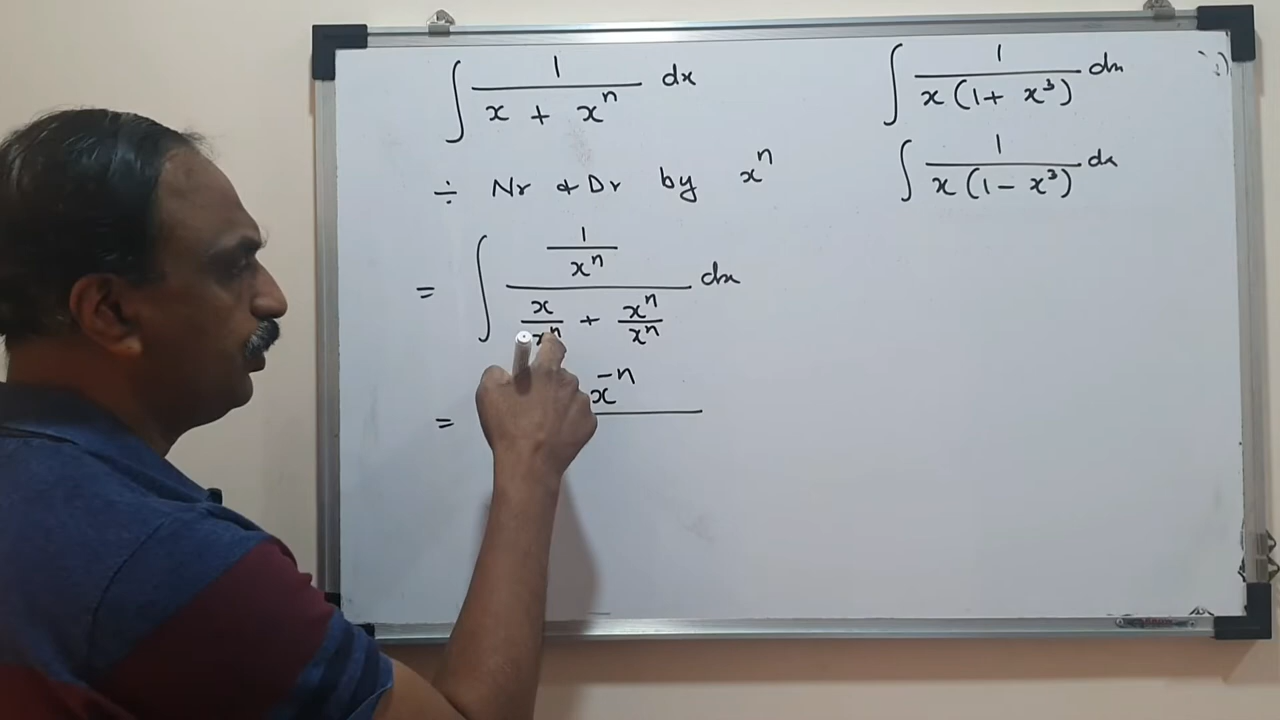 ∫ 1/(x + x^n) dx
÷ Nr & Dr by x^n
= ∫ (1/x^n)/(x/x^n + x^n/x^n) dx
= x^-n
∫ 1/(x(1+ x^3)) dx
∫ 1/(x(1- x^3)) dx